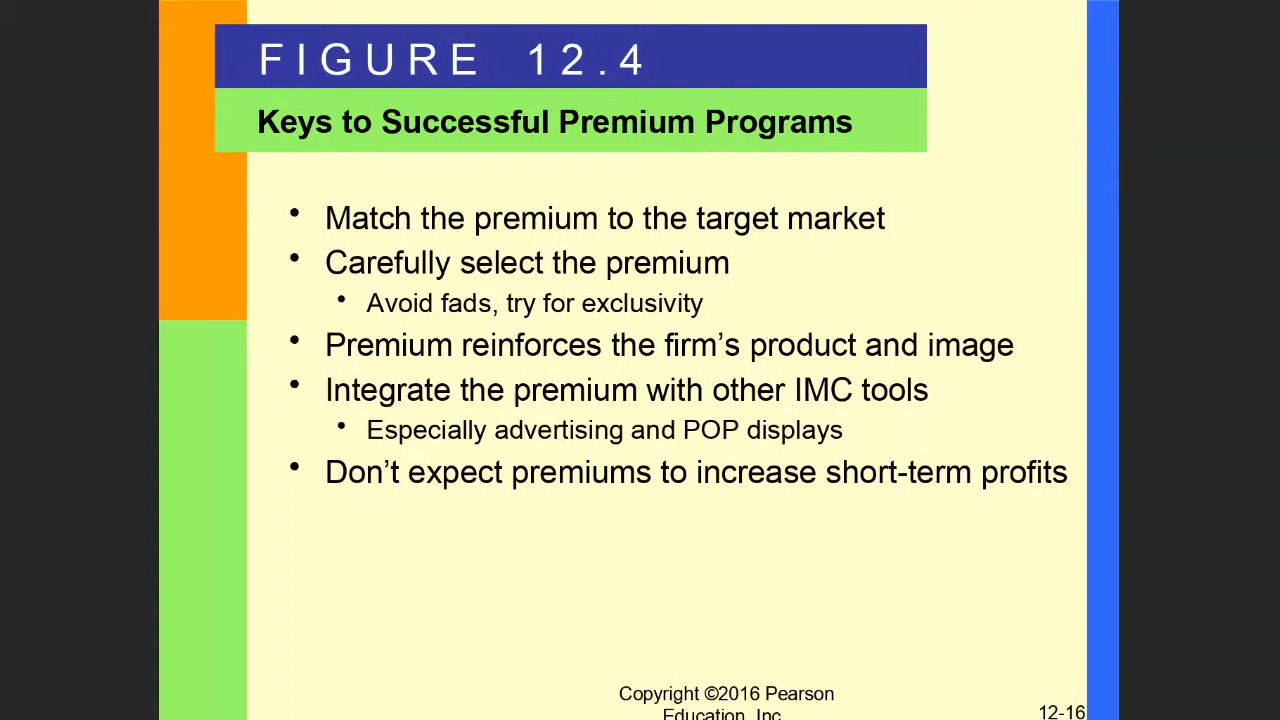 FIGURE 12.4
Keys to Successful Premium Programs
• Match the premium to the target market
• Carefully select the premium
• Avoid fads, try for exclusivity
• Premium reinforces the firm’s product and image
• Integrate the premium with other IMC tools
• Especially advertising and POP displays
• Don’t expect premiums to increase short-term profits
Copyright ©2016 Pearson
Education, Inc
12-16